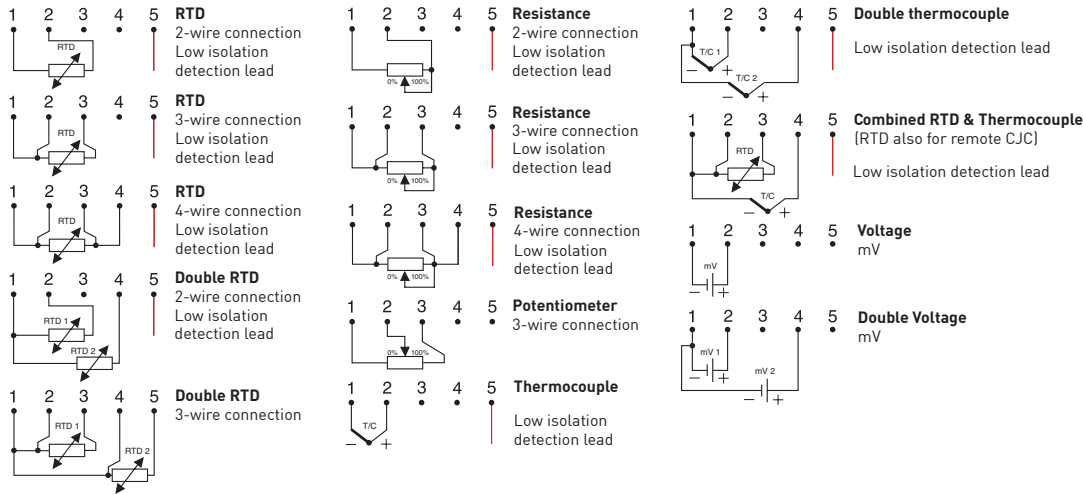 1 2 3 4 5
RTD
2-wire connection
Low isolation
detection lead
RTD
1 2 3 4 5
RTD
3-wire connection
Low isolation
detection lead
RTD
1 2 3 4 5
RTD
4-wire connection
Low isolation
detection lead
RTD
1 2 3 4 5
Double RTD
2-wire connection
Low isolation
detection lead
RTD 1
RTD 2
1 2 3 4 5
Double RTD
3-wire connection
RTD 1
RTD 2
1 2 3 4 5
Resistance
2-wire connection
Low isolation
detection lead
0% 100%
1 2 3 4 5
Resistance
3-wire connection
Low isolation
detection lead
0% 100%
1 2 3 4 5
Resistance
4-wire connection
Low isolation
detection lead
0% 100%
1 2 3 4 5
Potentiometer
3-wire connection
0% 100%
1 2 3 4 5
Thermocouple
Low isolation
detection lead
T/C
− +
1 2 3 4 5
Double thermocouple
Low isolation detection lead
T/C 1
− +
T/C 2
− +
1 2 3 4 5
Combined RTD & Thermocouple
(RTD also for remote CJC)
Low isolation detection lead
RTD
T/C
− +
1 2 3 4 5
Voltage
mV
mV
− +
1 2 3 4 5
Double Voltage
mV
mV 1
− +
mV 2
− +